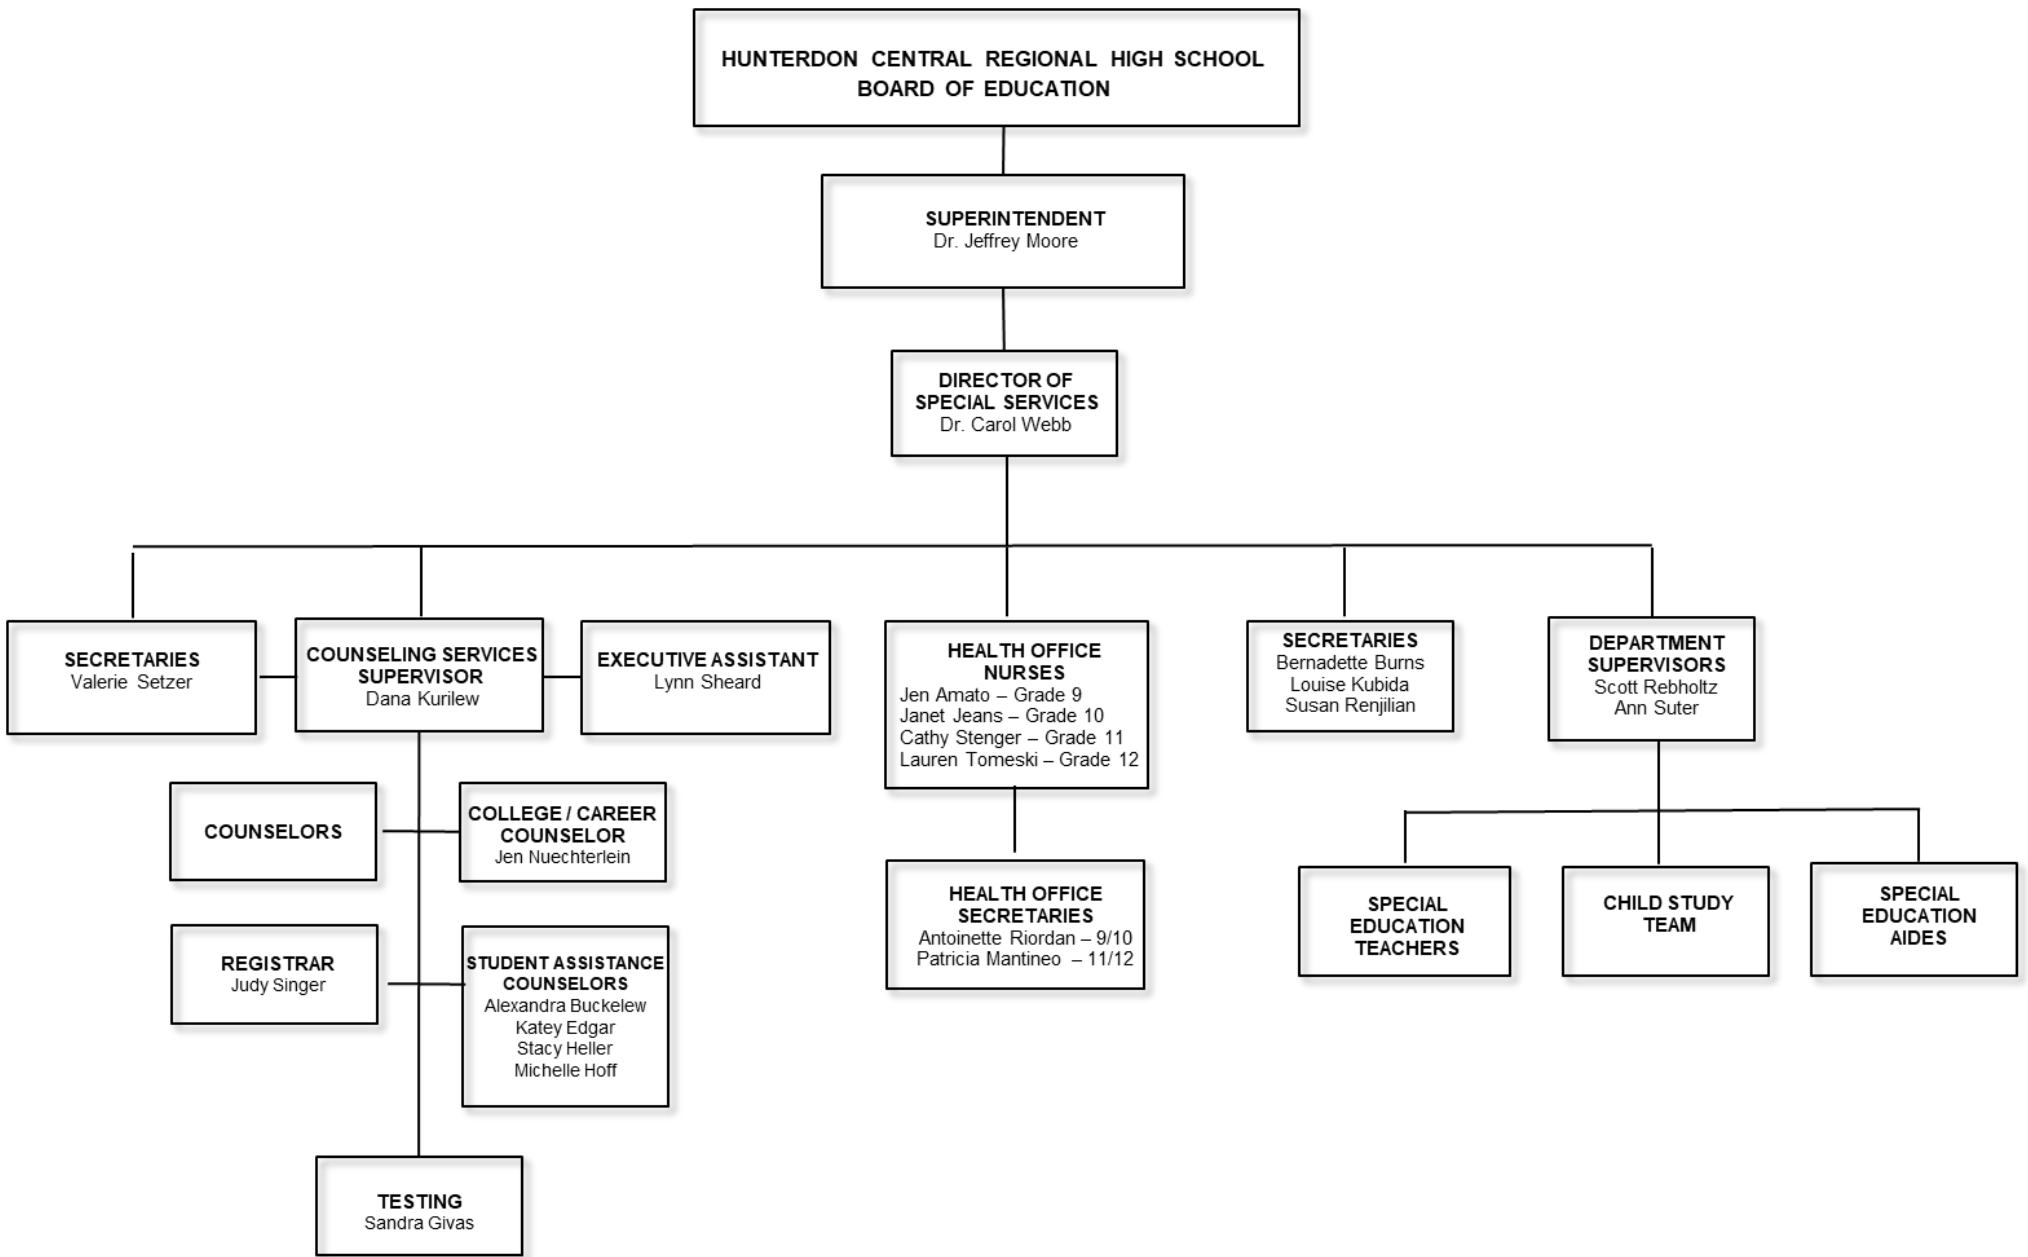 HUNTERDON CENTRAL REGIONAL HIGH SCHOOL
BOARD OF EDUCATION
SUPERINTENDENT
Dr. Jeffrey Moore
DIRECTOR OF
SPECIAL SERVICES
Dr. Carol Webb
SECRETARIES
Valerie Setzer
COUNSELING SERVICES
SUPERVISOR
Dana Kurilew
EXECUTIVE ASSISTANT
Lynn Sheard
HEALTH OFFICE
NURSES
Jen Amato – Grade 9
Janet Jeans – Grade 10
Cathy Stenger – Grade 11
Lauren Tomeski – Grade 12
SECRETARIES
Bernadette Burns
Louise Kubida
Susan Renjilian
DEPARTMENT
SUPERVISORS
Scott Rebholtz
Ann Suter
COUNSELORS
COLLEGE / CAREER
COUNSELOR
Jen Nuechterlein
HEALTH OFFICE
SECRETARIES
Antoinette Riordan – 9/10
Patricia Mantineo – 11/12
SPECIAL
EDUCATION
TEACHERS
CHILD STUDY
TEAM
SPECIAL
EDUCATION
AIDES
REGISTRAR
Judy Singer
STUDENT ASSISTANCE
COUNSELORS
Alexandra Buckelew
Katey Edgar
Stacy Heller
Michelle Hoff
TESTING
Sandra Givas